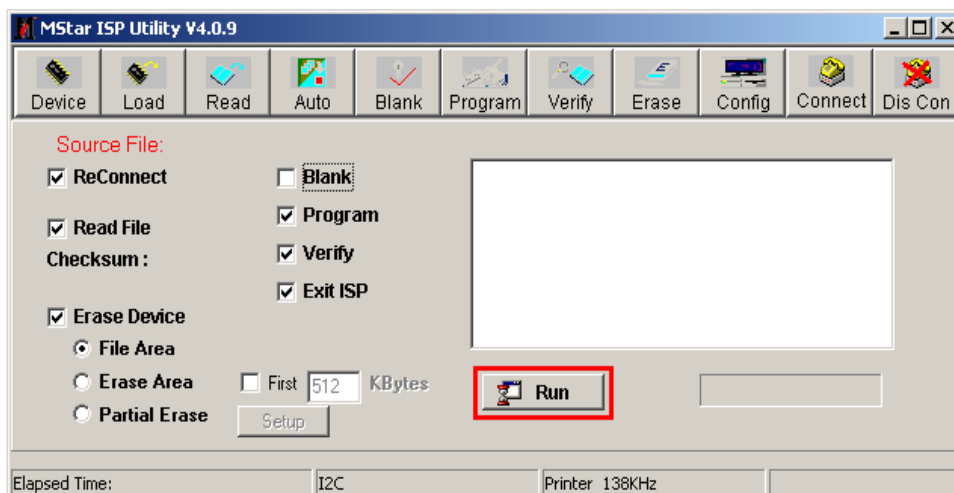 MStar ISP Utility V4.0.9
Device Load Read Auto Blank Program Verify Erase Config Connect Dis Con
Source File:
ReConnect
Blank
Read File
Program
Checksum :
Verify
Exit ISP
Erase Device
File Area
Erase Area
First 512 KBytes
Partial Erase
Setup
Run
Elapsed Time: I2C Printer 138KHz